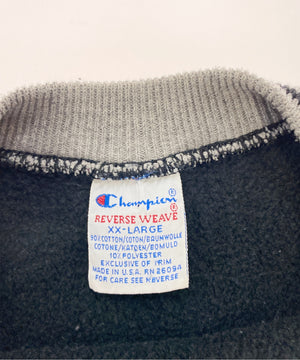 Champion
REVERSE WEAVE
XX-LARGE
90% COTTON/COTON/BAUMWOLLE
COTONE/KATOEN/BOMULD
10% POLYESTER
EXCLUSIVE OF TRIM
MADE IN U.S.A. RN 26094
FOR CARE SEE REVERSE